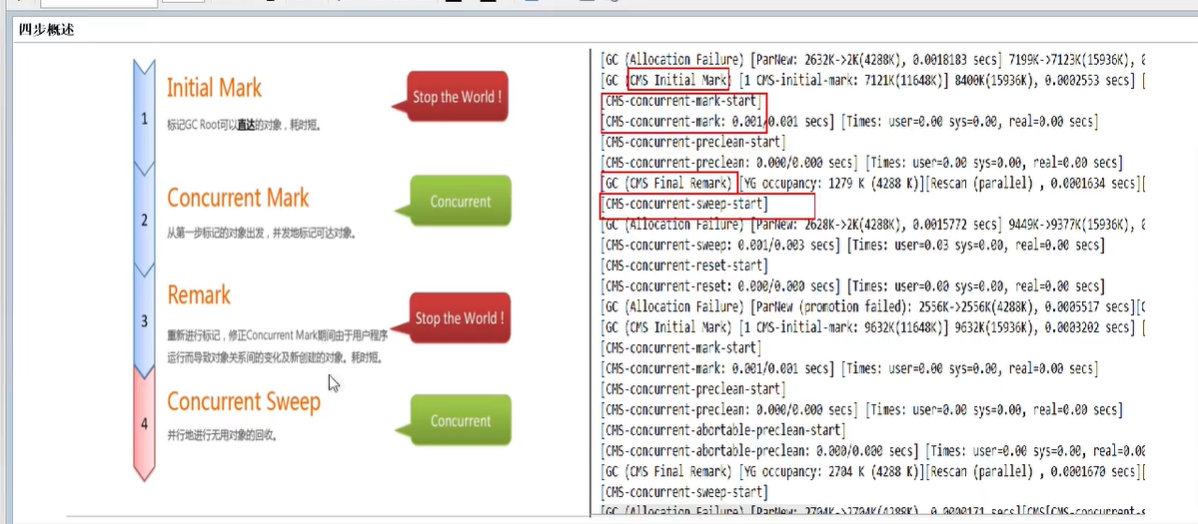 四步概述
1
Initial Mark
标记GC Root可以直达的对象，耗时短。
Stop the World !
2
Concurrent Mark
从第一步标记的对象出发，并发地标记可达对象。
Concurrent
3
Remark
重新进行标记，修正Concurrent Mark期间由于用户程序
运行而导致对象关系间的变化及新创建的对象。耗时短。
Stop the World !
4
Concurrent Sweep
并行地进行无用对象的回收。
Concurrent
[GC (Allocation Failure) [ParNew: 2632K->2K(4288K), 0.0018183 secs] 7199K->7123K(15936K),
[GC (CMS Initial Mark) [1 CMS-initial-mark: 7121K(11648K)] 8400K(15936K), 0.0002553 secs] [
[CMS-concurrent-mark-start]
[CMS-concurrent-mark: 0.001/0.001 secs] [Times: user=0.00 sys=0.00, real=0.00 secs]
[CMS-concurrent-preclean-start]
[CMS-concurrent-preclean: 0.000/0.000 secs] [Times: user=0.00 sys=0.00, real=0.00 secs]
[GC (CMS Final Remark) [YG occupancy: 1279 K (4288 K)][Rescan (parallel) , 0.0001634 secs][
[CMS-concurrent-sweep-start]
[GC (Allocation Failure) [ParNew: 2628K->2K(4288K), 0.0015772 secs] 9449K->9377K(15936K),
[CMS-concurrent-sweep: 0.001/0.003 secs] [Times: user=0.03 sys=0.00, real=0.00 secs]
[CMS-concurrent-reset-start]
[CMS-concurrent-reset: 0.000/0.000 secs] [Times: user=0.00 sys=0.00, real=0.00 secs]
[GC (Allocation Failure) [ParNew (promotion failed): 2556K->2556K(4288K), 0.0005517 secs][C
[GC (CMS Initial Mark) [1 CMS-initial-mark: 9632K(11648K)] 9632K(15936K), 0.0003202 secs] [
[CMS-concurrent-mark-start]
[CMS-concurrent-mark: 0.001/0.001 secs] [Times: user=0.00 sys=0.00, real=0.00 secs]
[CMS-concurrent-preclean-start]
[CMS-concurrent-preclean: 0.000/0.000 secs] [Times: user=0.00 sys=0.00, real=0.00 secs]
[CMS-concurrent-abortable-preclean-start]
[CMS-concurrent-abortable-preclean: 0.000/0.000 secs] [Times: user=0.00 sys=0.00, real=0.00
[GC (CMS Final Remark) [YG occupancy: 2704 K (4288 K)][Rescan (parallel) , 0.0001670 secs][
[CMS-concurrent-sweep-start]
[GC (Allocation Failure) [ParNew: 2704K->2704K(4288K), 0.0000171 secs][CMS[CMS-concurrent-s